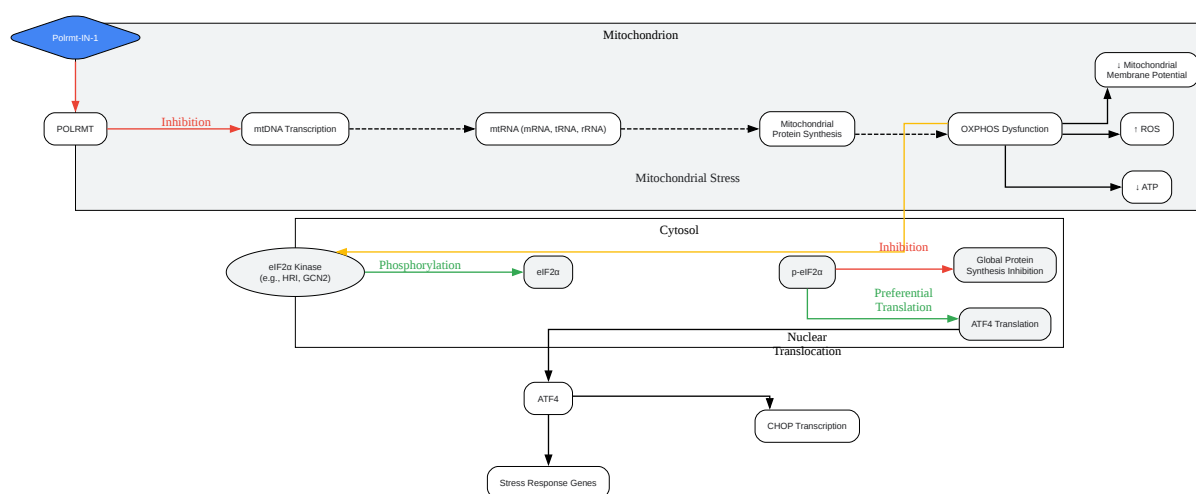 Polrmt-IN-1
Mitochondrion
↓ Mitochondrial
Membrane Potential
POLRMT
Inhibition
mtDNA Transcription
mtRNA (mRNA, tRNA, rRNA)
Mitochondrial
Protein Synthesis
OXPHOS Dysfunction
↑ ROS
Mitochondrial Stress
↓ ATP
Cytosol
eIF2α Kinase
(e.g., HRI, GCN2)
Phosphorylation
eIF2α
p-eIF2α
Inhibition
Global Protein
Synthesis Inhibition
Preferential
Translation
ATF4 Translation
Nuclear
Translocation
ATF4
CHOP Transcription
Stress Response Genes